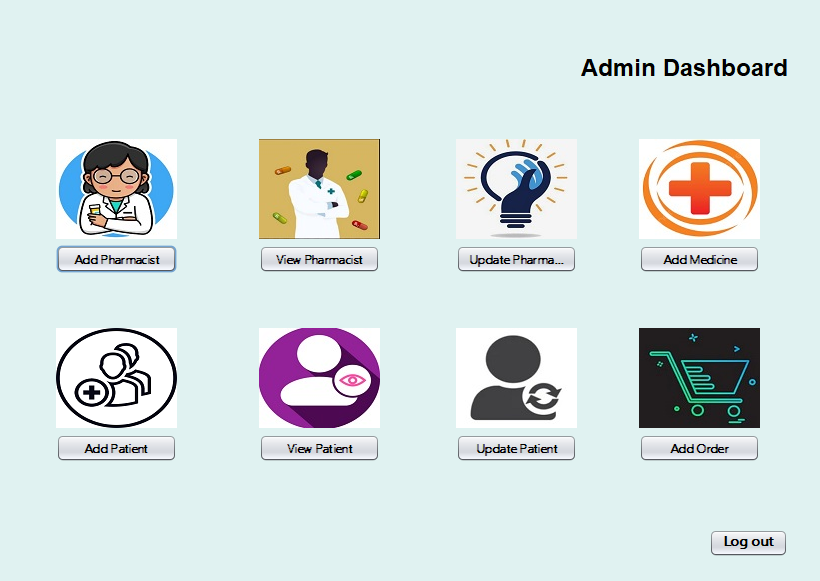 Admin Dashboard
Add Pharmacist
View Pharmacist
Update Pharma...
Add Medicine
Add Patient
View Patient
Update Patient
Add Order
Log out